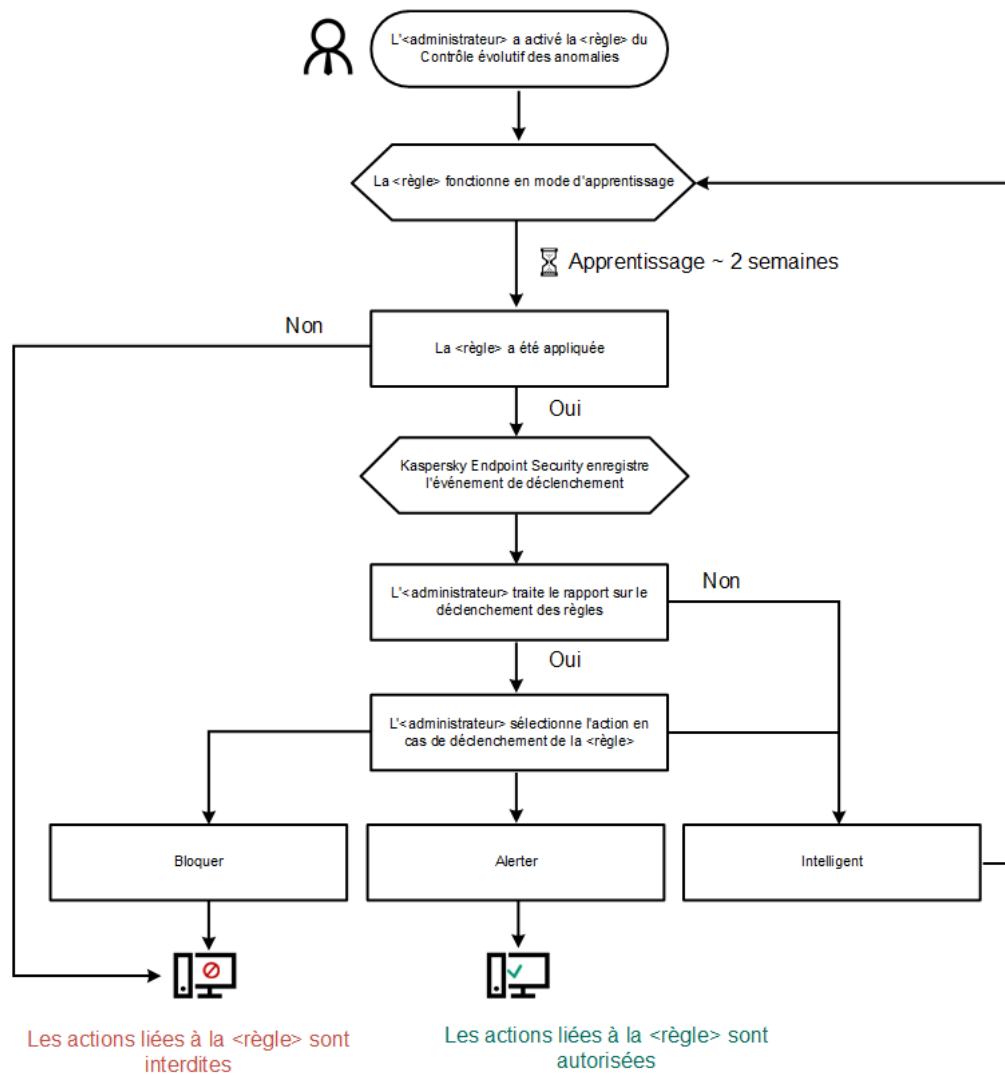 L'<administrateur> a activé la <règle> du
Contrôle évolutif des anomalies
La <règle> fonctionne en mode d'apprentissage
Apprentissage ~ 2 semaines
Non
La <règle> a été appliquée
Oui
Kaspersky Endpoint Security enregistre
l'événement de déclenchement
L'<administrateur> traite le rapport sur le
déclenchement des règles
Non
Oui
L'<administrateur> sélectionne l'action en
cas de déclenchement de la <règle>
Bloquer
Alerter
Intelligent
Les actions liées à la <règle> sont
interdites
Les actions liées à la <règle> sont
autorisées